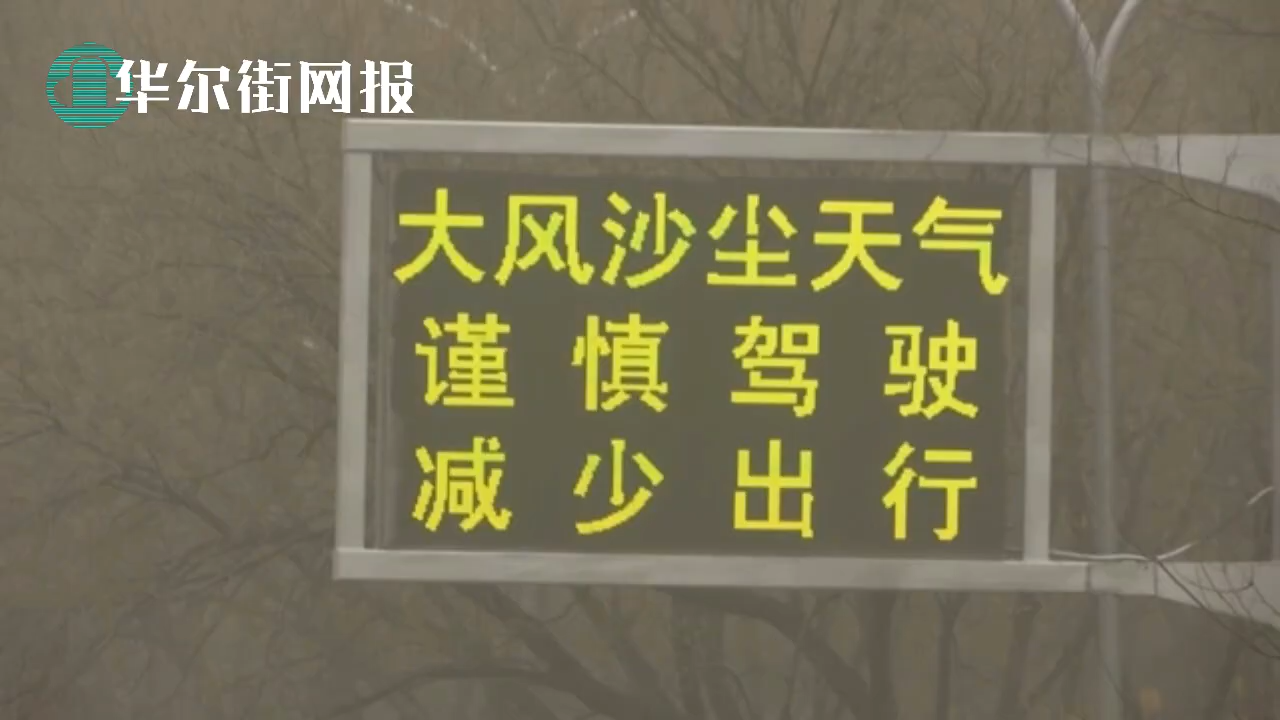 华尔街网报
大风沙尘天气
谨慎驾驶
减少出行